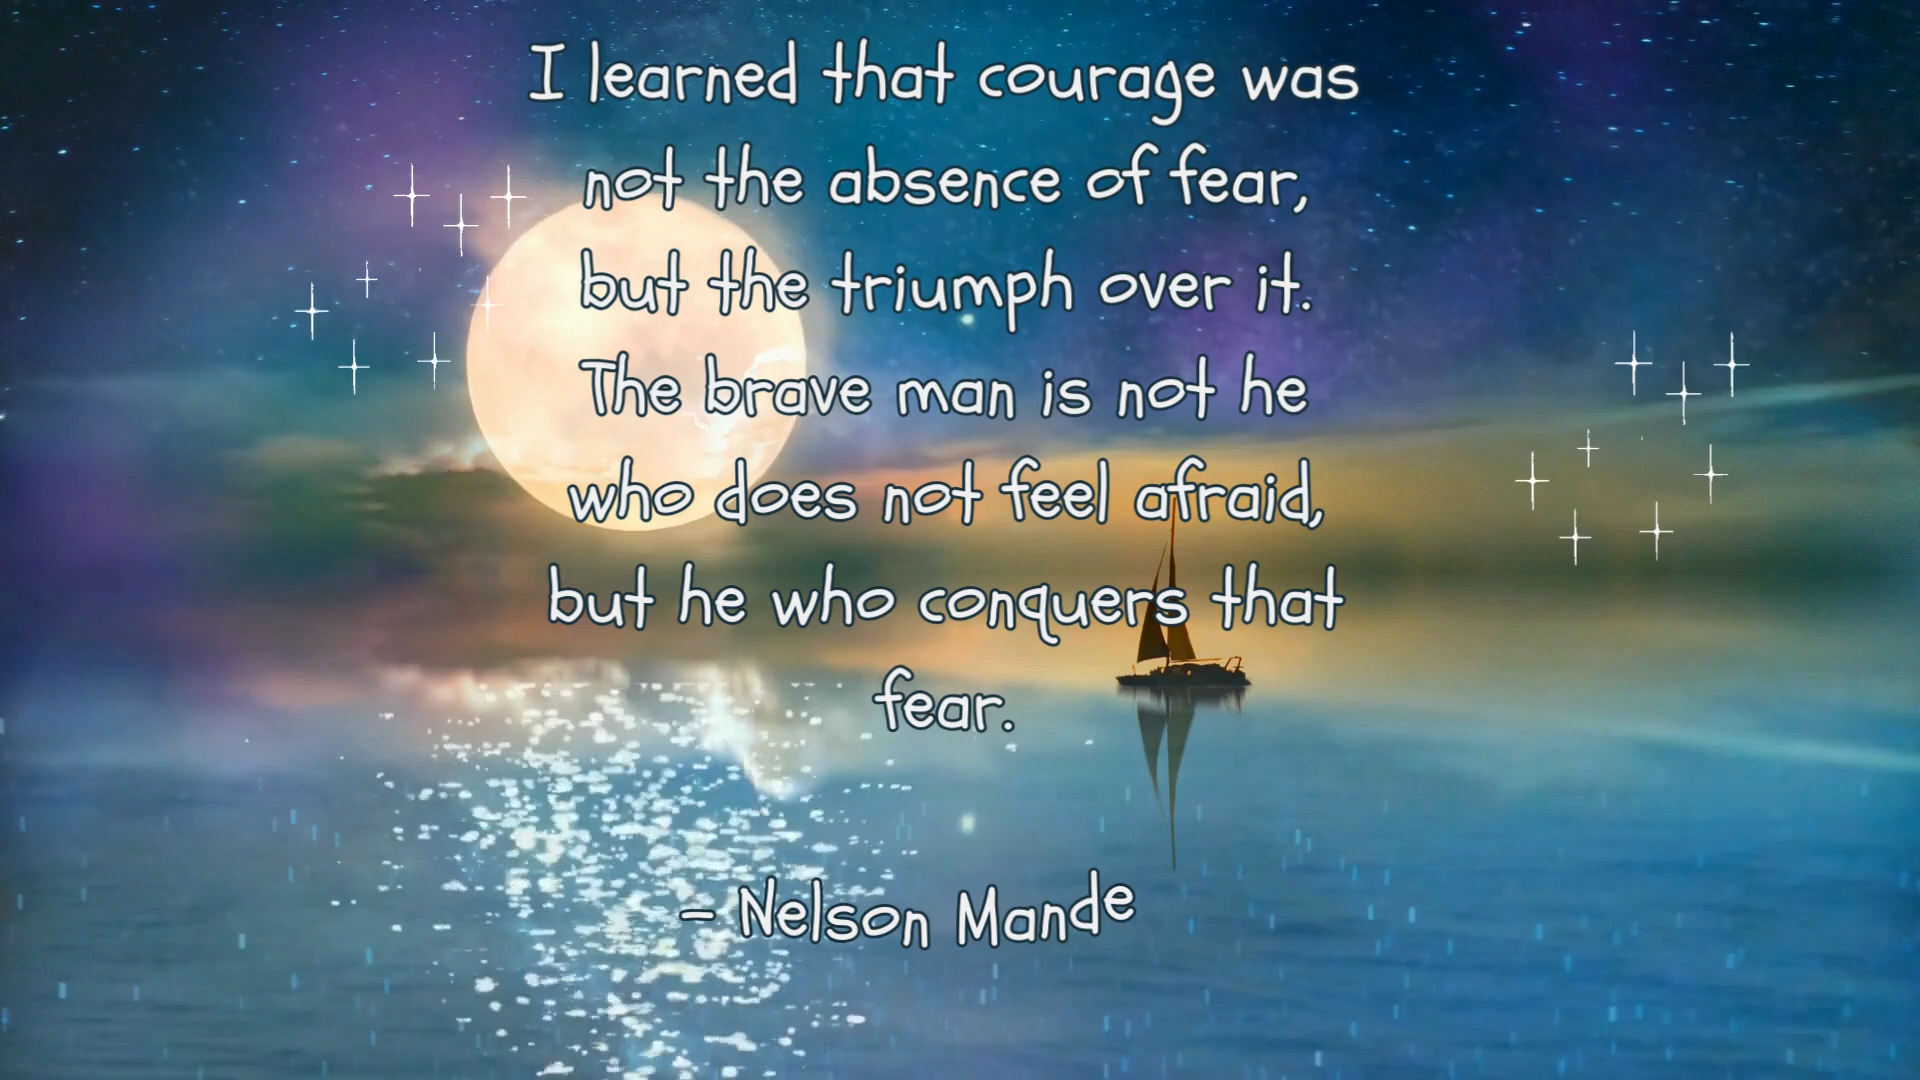 I learned that courage was
not the absence of fear,
but the triumph over it.
The brave man is not he
who does not feel afraid,
but he who conquers that
fear.
- Nelson Mande